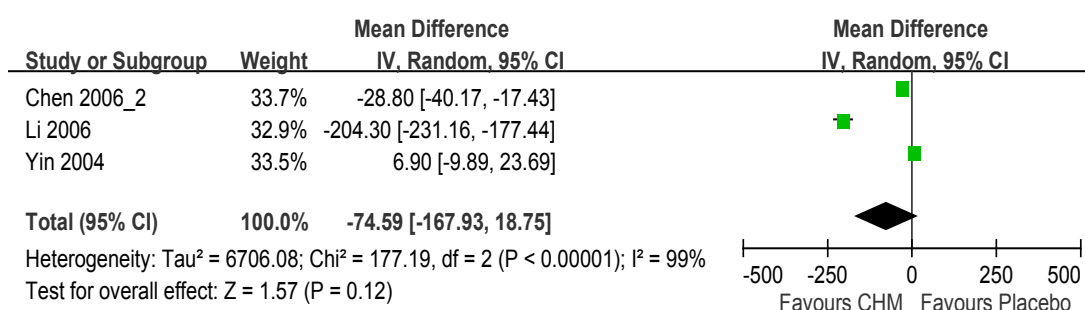 Mean Difference Mean Difference
Study or Subgroup Weight IV, Random, 95% CI IV, Random, 95% CI
Chen 2006_2 33.7% -28.80 [-40.17, -17.43]
Li 2006 32.9% -204.30 [-231.16, -177.44]
Yin 2004 33.5% 6.90 [-9.89, 23.69]
Total (95% CI) 100.0% -74.59 [-167.93, 18.75]
Heterogeneity: Tau² = 6706.08; Chi² = 177.19, df = 2 (P < 0.00001); I² = 99%
Test for overall effect: Z = 1.57 (P = 0.12)
-500 -250 0 250 500
Favours CHM Favours Placebo